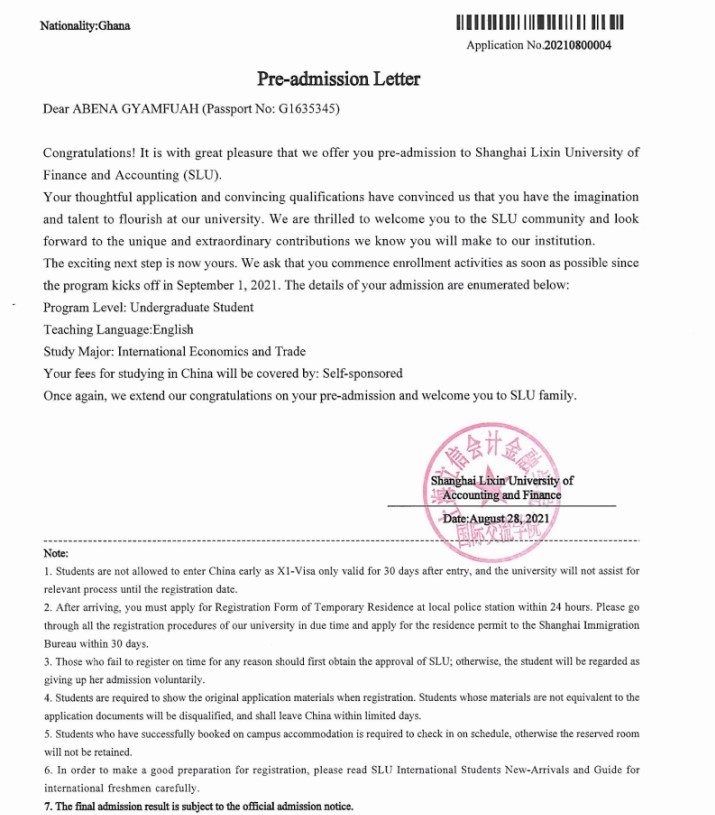 Nationality:Ghana
Application No.20210800004
Pre-admission Letter
Dear ABENA GYAMFUAH (Passport No: G1635345)
Congratulations! It is with great pleasure that we offer you pre-admission to Shanghai Lixin University of
Finance and Accounting (SLU).
Your thoughtful application and convincing qualifications have convinced us that you have the imagination
and talent to flourish at our university. We are thrilled to welcome you to the SLU community and look
forward to the unique and extraordinary contributions we know you will make to our institution.
The exciting next step is now yours. We ask that you commence enrollment activities as soon as possible since
the program kicks off in September 1, 2021. The details of your admission are enumerated below:
Program Level: Undergraduate Student
Teaching Language:English
Study Major: International Economics and Trade
Your fees for studying in China will be covered by: Self-sponsored
Once again, we extend our congratulations on your pre-admission and welcome you to SLU family.
立信会计金融
Shanghai Lixin University of
Accounting and Finance
Date:August 28, 2021
国际交流学院
Note:
1. Students are not allowed to enter China early as X1-Visa only valid for 30 days after entry, and the university will not assist for
relevant process until the registration date.
2. After arriving, you must apply for Registration Form of Temporary Residence at local police station within 24 hours. Please go
through all the registration procedures of our university in due time and apply for the residence permit to the Shanghai Immigration
Bureau within 30 days.
3. Those who fail to register on time for any reason should first obtain the approval of SLU; otherwise, the student will be regarded as
giving up her admission voluntarily.
4. Students are required to show the original application materials when registration. Students whose materials are not equivalent to the
application documents will be disqualified, and shall leave China within limited days.
5. Students who have successfully booked on campus accommodation is required to check in on schedule, otherwise the reserved room
will not be retained.
6. In order to make a good preparation for registration, please read SLU International Students New-Arrivals and Guide for
international freshmen carefully.
7. The final admission result is subject to the official admission notice.